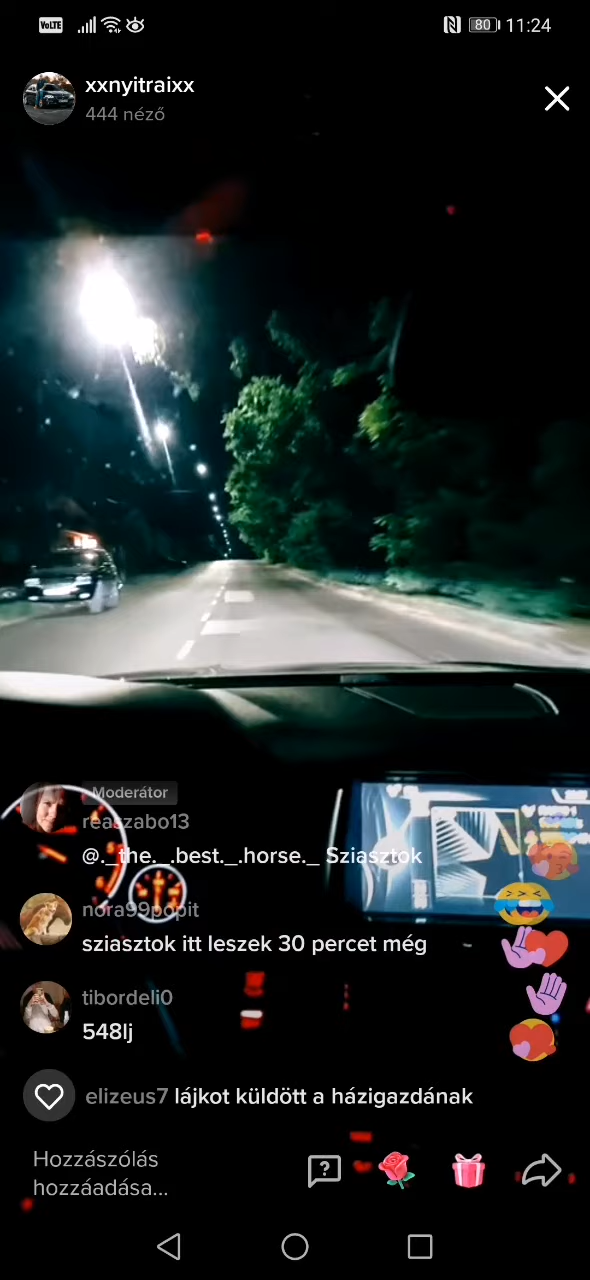 VoLTE
80
11:24
xxnyitraixx
444 néző
Moderátor
reaszabo13
@._the._.best._.horse._ Sziasztok
nora99popit
sziasztok itt leszek 30 percet még
tibordeli0
548lj
elizeus7 lájkot küldött a házigazdának
Hozzászólás
hozzáadása...